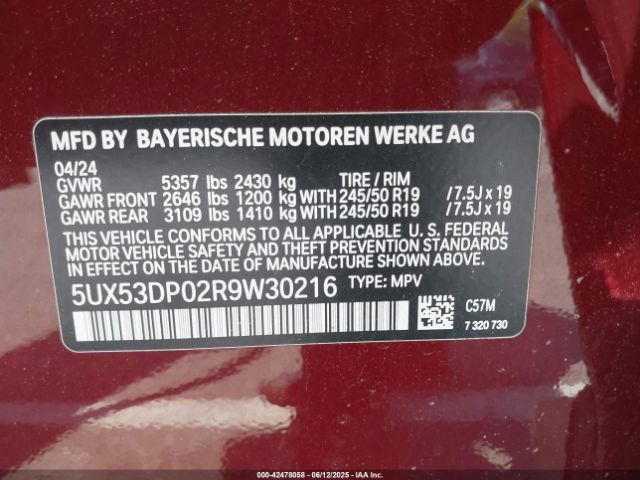 MFD BY BAYERISCHE MOTOREN WERKE AG
04/24
GVWR 5357 lbs 2430 kg TIRE / RIM
GAWR FRONT 2646 lbs 1200 kg WITH 245/50 R19 / 7.5J x 19
GAWR REAR 3109 lbs 1410 kg WITH 245/50 R19 / 7.5J x 19
THIS VEHICLE CONFORMS TO ALL APPLICABLE U. S. FEDERAL
MOTOR VEHICLE SAFETY AND THEFT PREVENTION STANDARDS
IN EFFECT ON THE DATE OF MANUFACTURE SHOWN ABOVE.
5UX53DP02R9W30216 TYPE: MPV
C57M
7 320 730
000-42478058 - 06/12/2025 - IAA Inc.